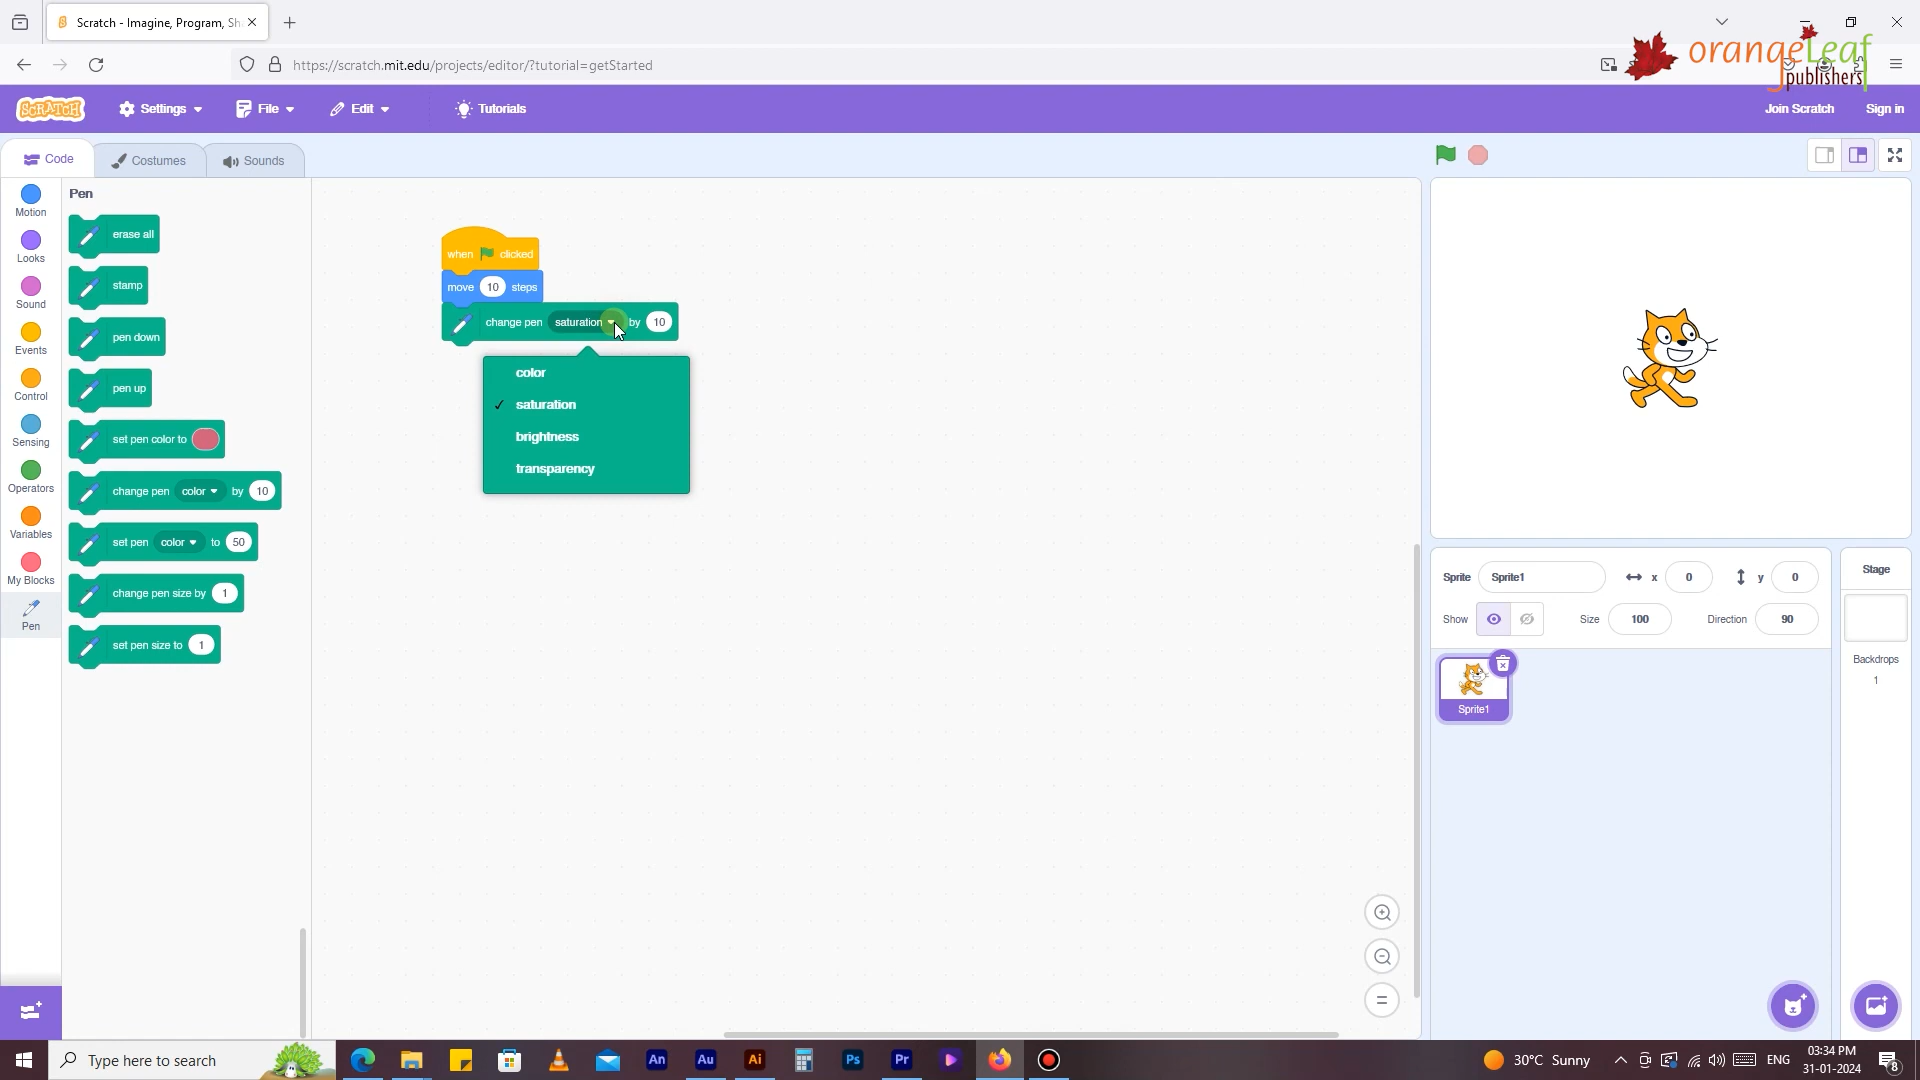 Scratch - Imagine, Program, Sh
orangeLeaf
publishers
https://scratch.mit.edu/projects/editor/?tutorial=getStarted
SCRATCH
Settings
File
Edit
Tutorials
Join Scratch
Sign in
Code
Costumes
Sounds
Motion
Looks
Sound
Events
Control
Sensing
Operators
Variables
My Blocks
Pen
Pen
erase all
stamp
pen down
pen up
set pen color to
change pen color by 10
set pen color to 50
change pen size by 1
set pen size to 1
when clicked
move 10 steps
change pen saturation by 10
color
✓ saturation
brightness
transparency
Sprite Sprite1 x 0 y 0
Show Size 100 Direction 90
Sprite1
Stage
Backdrops
1
Type here to search
An
Au
Ai
Ps
Pr
30°C Sunny
ENG
03:34 PM
31-01-2024
8